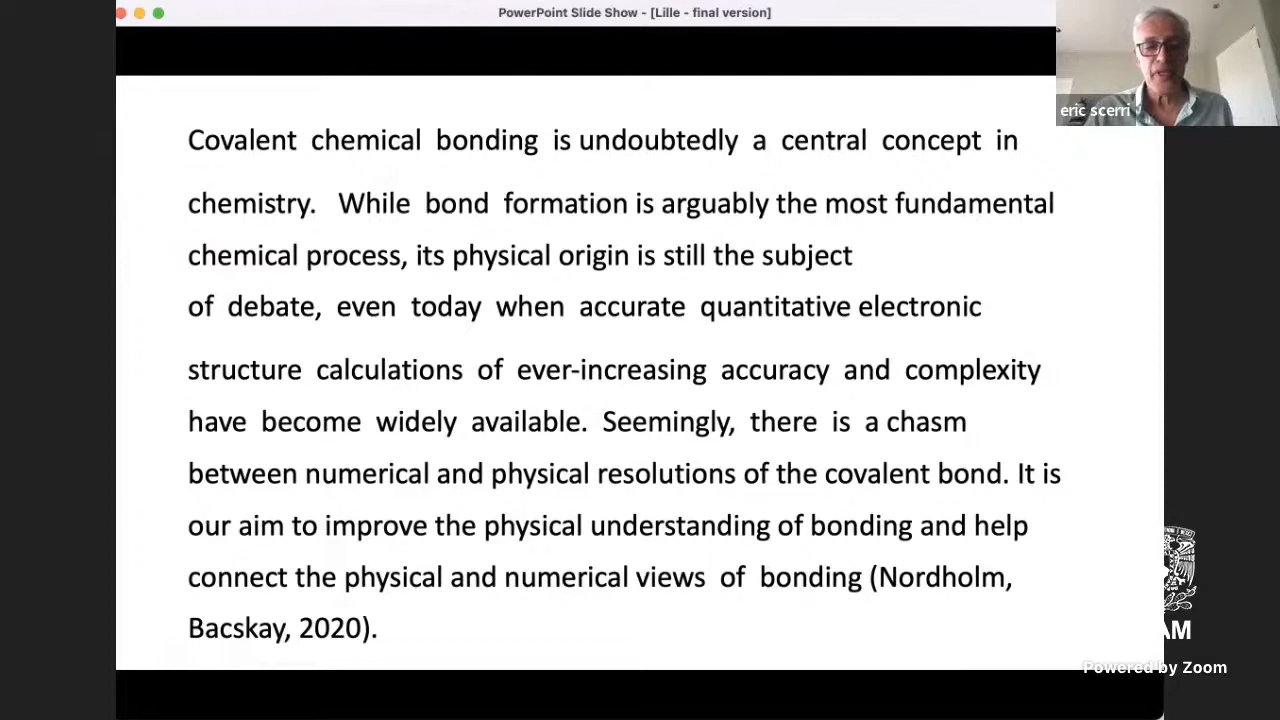 PowerPoint Slide Show - [Lille - final version]
eric scerri
Covalent chemical bonding is undoubtedly a central concept in
chemistry. While bond formation is arguably the most fundamental
chemical process, its physical origin is still the subject
of debate, even today when accurate quantitative electronic
structure calculations of ever-increasing accuracy and complexity
have become widely available. Seemingly, there is a chasm
between numerical and physical resolutions of the covalent bond. It is
our aim to improve the physical understanding of bonding and help
connect the physical and numerical views of bonding (Nordholm,
Bacskay, 2020).
AM
Powered by Zoom